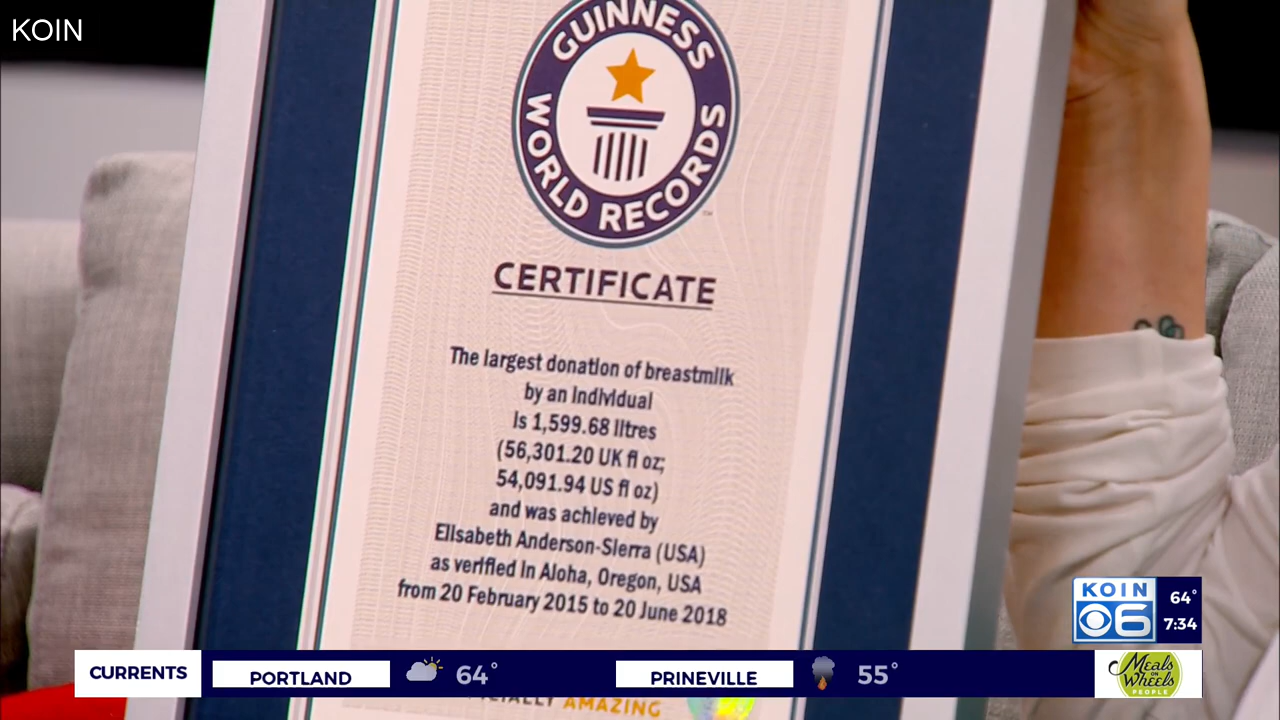 KOIN
GUINNESS
WORLD RECORDS
™
CERTIFICATE
The largest donation of breastmilk
by an individual
is 1,599.68 litres
(56,301.20 UK fl oz;
54,091.94 US fl oz)
and was achieved by
Elisabeth Anderson-Sierra (USA)
as verified in Aloha, Oregon, USA
from 20 February 2015 to 20 June 2018
KOIN
6
64°
7:34
CURRENTS
PORTLAND
64°
PRINEVILLE
55°
Meals
ON
Wheels
PEOPLE
AMAZING